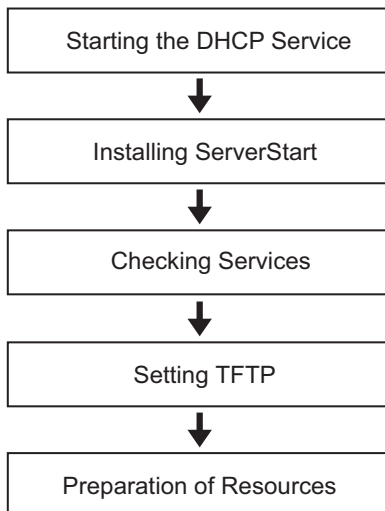 Starting the DHCP Service
Installing ServerStart
Checking Services
Setting TFTP
Preparation of Resources